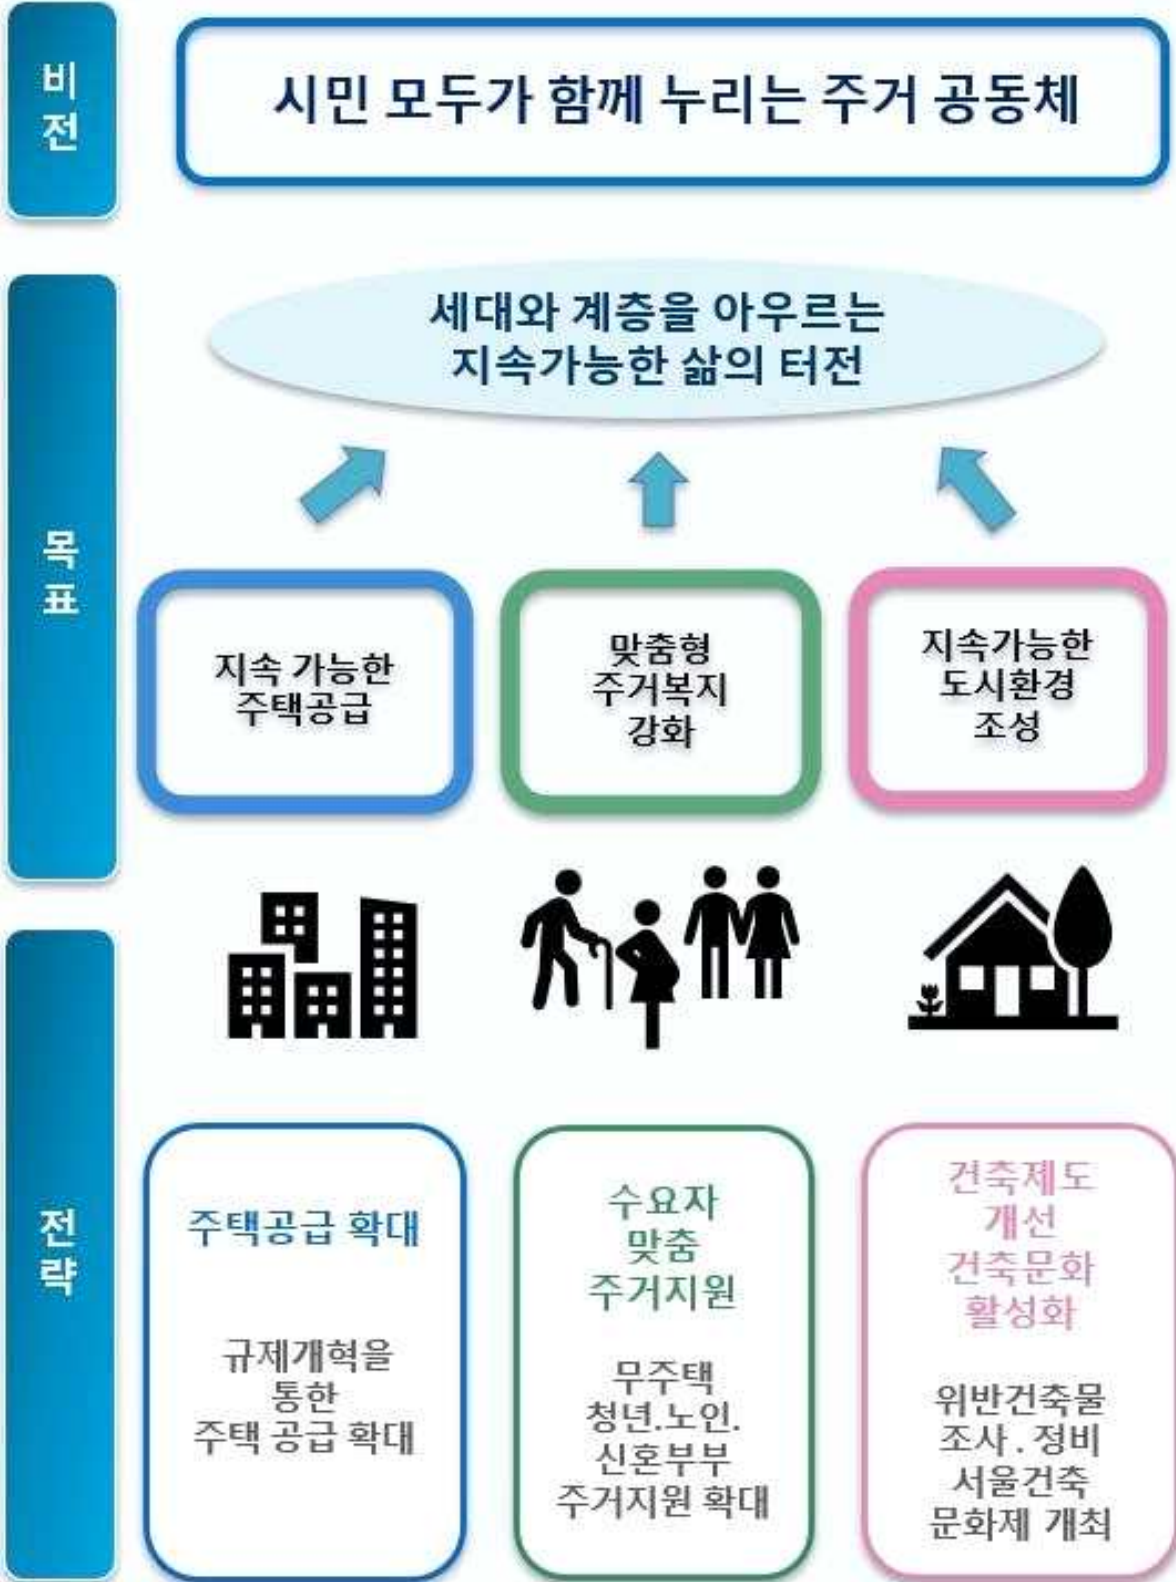 비전
시민 모두가 함께 누리는 주거 공동체
목표
세대와 계층을 아우르는
지속가능한 삶의 터전
지속 가능한
주택공급
맞춤형
주거복지
강화
지속가능한
도시환경
조성
전략
주택공급 확대
규제개혁을
통한
주택 공급 확대
수요자
맞춤
주거지원
무주택
청년.노인.
신혼부부
주거지원 확대
건축제도
개선
건축문화
활성화
위반건축물
조사 . 정비
서울건축
문화제 개최